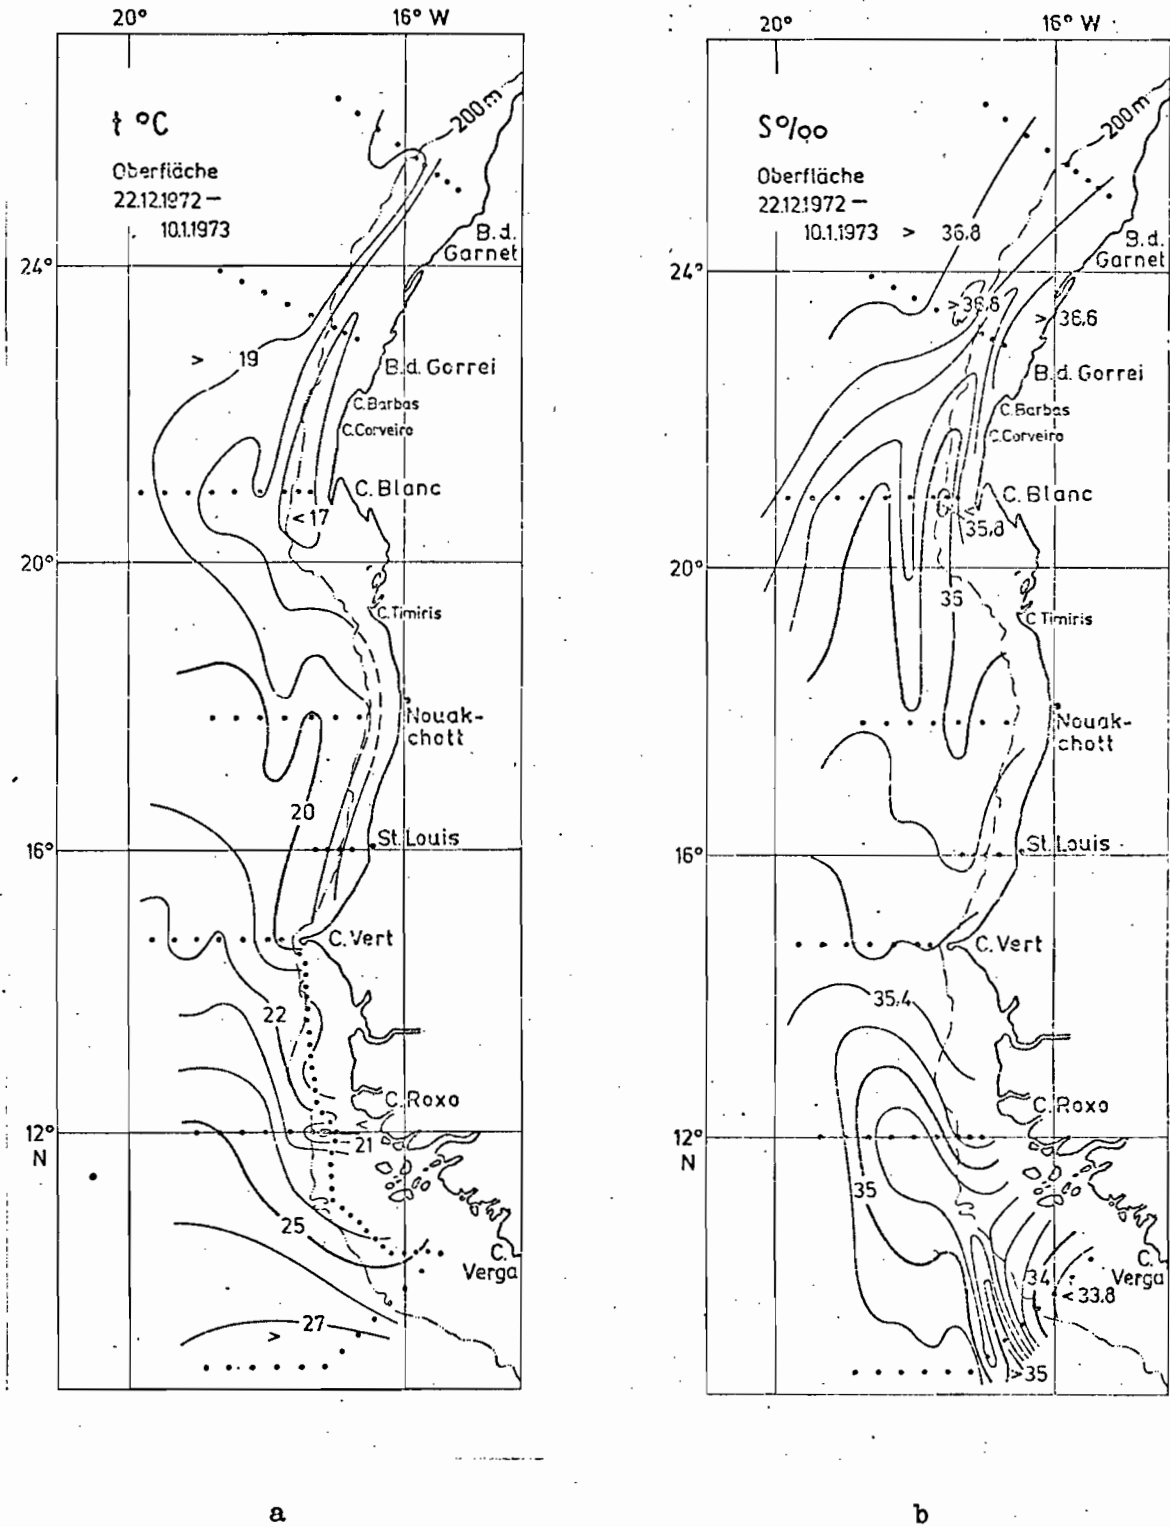 20°
16° W
t °C
200m
Oberfläche
22.12.1972 –
10.1.1973
B.d.
Garnet
24°
> 19
B.d. Gorrei
C.Barbas
C.Corveiro
C. Blanc
< 17
20°
C.Timiris
Nouak-
chott
20
St. Louis
16°
C. Vert
22
C. Roxo
12°
N
<
21
25
C.
Verga
27
>
a
20°
16° W
S‰
200m
Oberfläche
22.12.1972 –
10.1.1973
> 36.8
B.d.
Garnet
24°
> 36.8
> 36.6
B.d. Gorrei
C.Barbas
C.Corveiro
C. Blanc
<
35,8
20°
36
C Timiris
Nouak-
chott
St. Louis
16°
C. Vert
35,4
C. Roxo
12°
N
35
34
C.
Verga
< 33.8
> 35
b